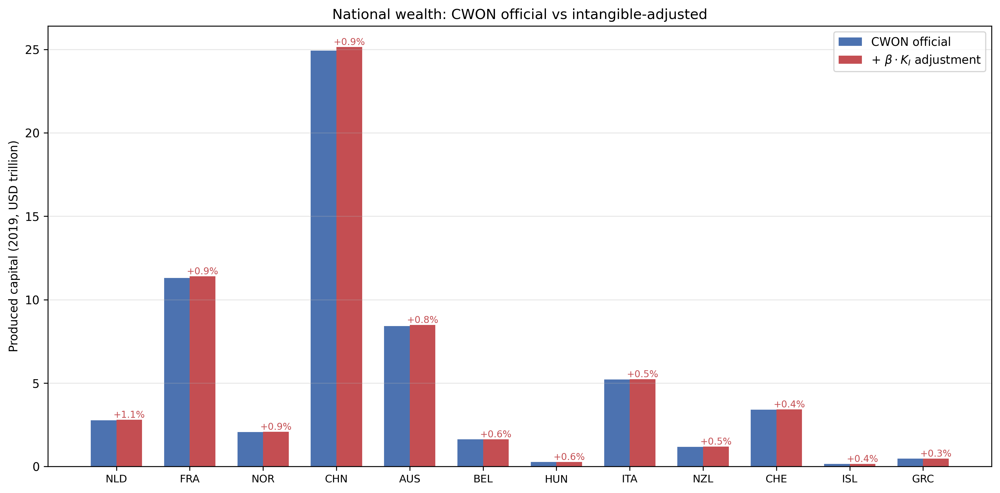 National wealth: CWON official vs intangible-adjusted
CWON official
+ β · K_I adjustment
Produced capital (2019, USD trillion)
25
20
15
10
5
0
+1.1%
+0.9%
+0.9%
+0.9%
+0.8%
+0.6%
+0.6%
+0.5%
+0.5%
+0.4%
+0.4%
+0.3%
NLD
FRA
NOR
CHN
AUS
BEL
HUN
ITA
NZL
CHE
ISL
GRC